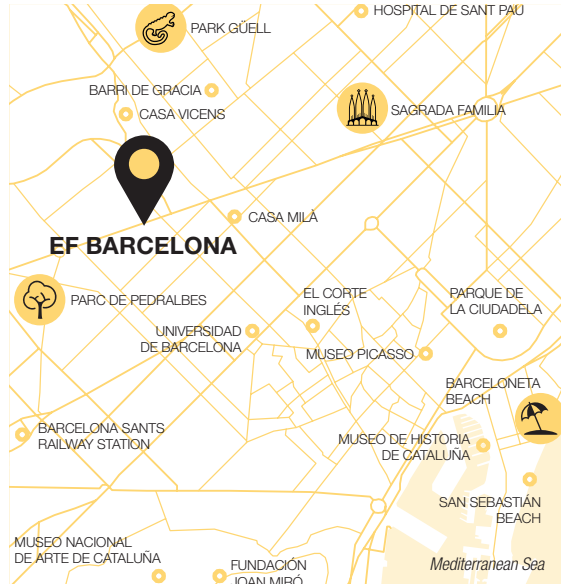 HOSPITAL DE SANT PAU
PARK GÜELL
BARRI DE GRACIA
CASA VICENS
SAGRADA FAMILIA
CASA MILÀ
EF BARCELONA
PARC DE PEDRALBES
EL CORTE
INGLÉS
PARQUE DE
LA CIUDADELA
UNIVERSIDAD
DE BARCELONA
MUSEO PICASSO
BARCELONETA
BEACH
BARCELONA SANTS
RAILWAY STATION
MUSEO DE HISTORIA
DE CATALUÑA
SAN SEBASTIÁN
BEACH
MUSEO NACIONAL
DE ARTE DE CATALUÑA
FUNDACIÓN
JOAN MIRÓ
Mediterranean Sea